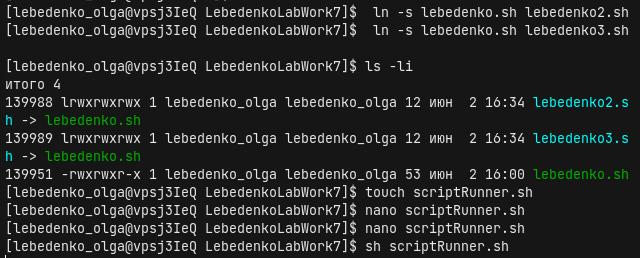 [lebedenko_olga@vpsj3IeQ LebedenkoLabWork7]$  ln -s lebedenko.sh lebedenko2.sh
[lebedenko_olga@vpsj3IeQ LebedenkoLabWork7]$  ln -s lebedenko.sh lebedenko3.sh
[lebedenko_olga@vpsj3IeQ LebedenkoLabWork7]$ ls -li
итого 4
139988 lrwxrwxrwx 1 lebedenko_olga lebedenko_olga 12 июн  2 16:34 lebedenko2.s
h -> lebedenko.sh
139989 lrwxrwxrwx 1 lebedenko_olga lebedenko_olga 12 июн  2 16:34 lebedenko3.s
h -> lebedenko.sh
139951 -rwxrwxr-x 1 lebedenko_olga lebedenko_olga 53 июн  2 16:00 lebedenko.sh
[lebedenko_olga@vpsj3IeQ LebedenkoLabWork7]$ touch scriptRunner.sh
[lebedenko_olga@vpsj3IeQ LebedenkoLabWork7]$ nano scriptRunner.sh
[lebedenko_olga@vpsj3IeQ LebedenkoLabWork7]$ nano scriptRunner.sh
[lebedenko_olga@vpsj3IeQ LebedenkoLabWork7]$ sh scriptRunner.sh